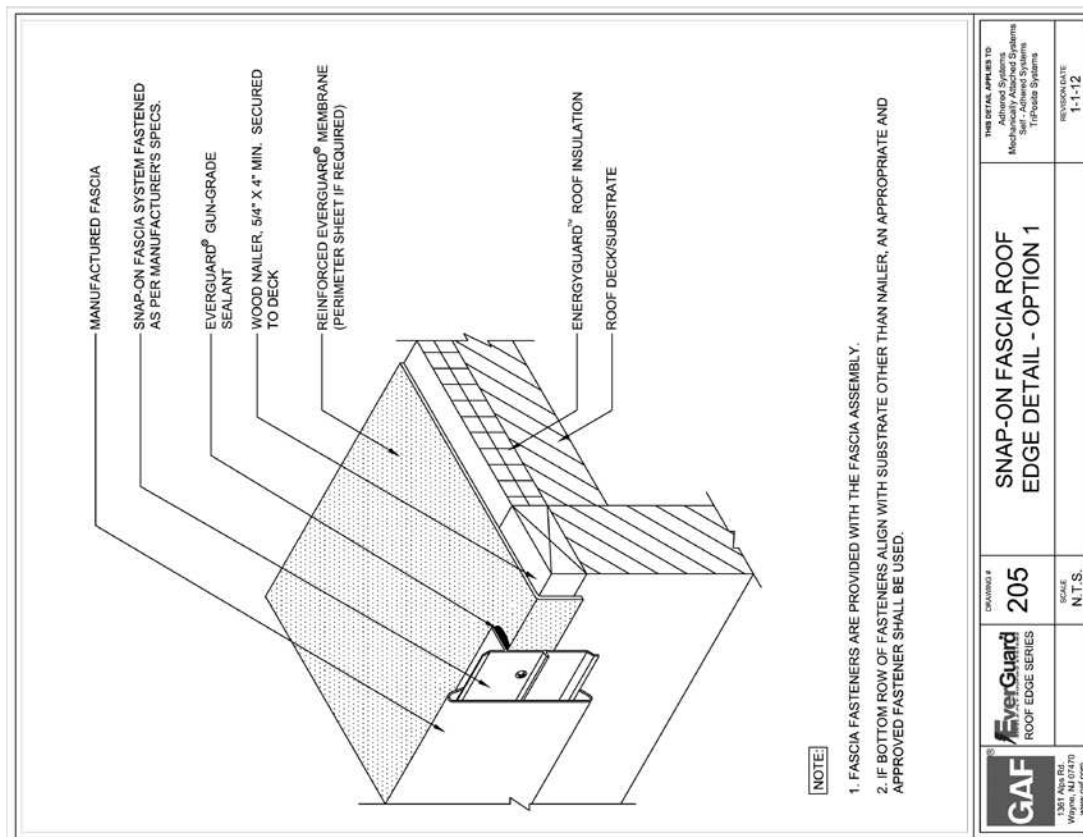 MANUFACTURED FASCIA
SNAP-ON FASCIA SYSTEM FASTENED
AS PER MANUFACTURER'S SPECS.
EVERGUARD® GUN-GRADE
SEALANT
WOOD NAILER, 5/4" X 4" MIN. SECURED
TO DECK
REINFORCED EVERGUARD® MEMBRANE
(PERIMETER SHEET IF REQUIRED)
ENERGYGUARD™ ROOF INSULATION
ROOF DECK/SUBSTRATE
NOTE:
1. FASCIA FASTENERS ARE PROVIDED WITH THE FASCIA ASSEMBLY.
2. IF BOTTOM ROW OF FASTENERS ALIGN WITH SUBSTRATE OTHER THAN NAILER, AN APPROPRIATE AND
APPROVED FASTENER SHALL BE USED.
GAF®
1361 Alps Rd.
Wayne, NJ 07470
www.gaf.com
EverGuard
ROOF EDGE SERIES
DRAWING #
205
SCALE
N.T.S.
SNAP-ON FASCIA ROOF
EDGE DETAIL - OPTION 1
THIS DETAIL APPLIES TO:
Adhered Systems
Mechanically Attached Systems
Self - Adhered Systems
TriPosite Systems
REVISION DATE
1-1-12